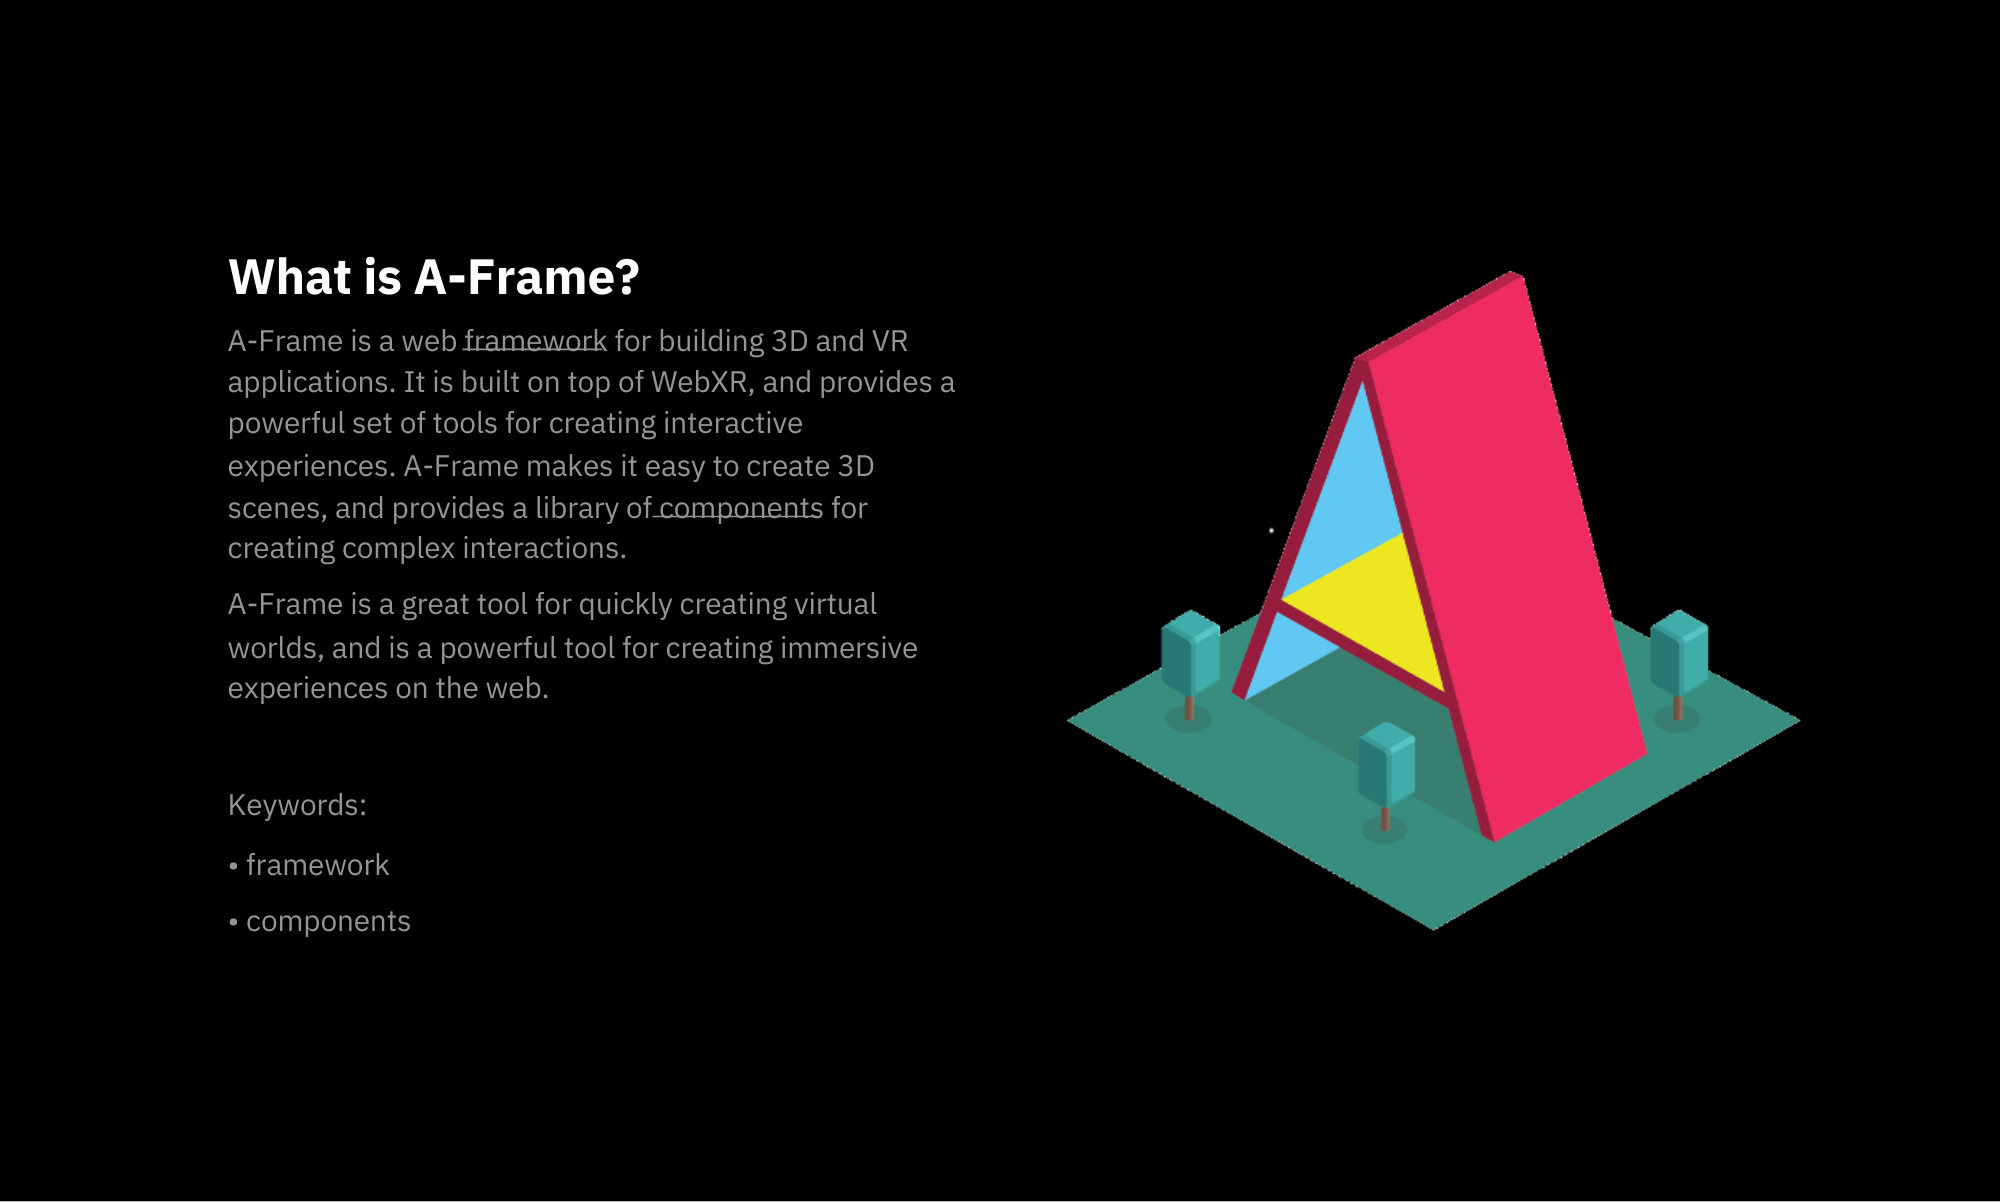 What is A-Frame?
A-Frame is a web framework for building 3D and VR
applications. It is built on top of WebXR, and provides a
powerful set of tools for creating interactive
experiences. A-Frame makes it easy to create 3D
scenes, and provides a library of components for
creating complex interactions.
A-Frame is a great tool for quickly creating virtual
worlds, and is a powerful tool for creating immersive
experiences on the web.
Keywords:
• framework
• components